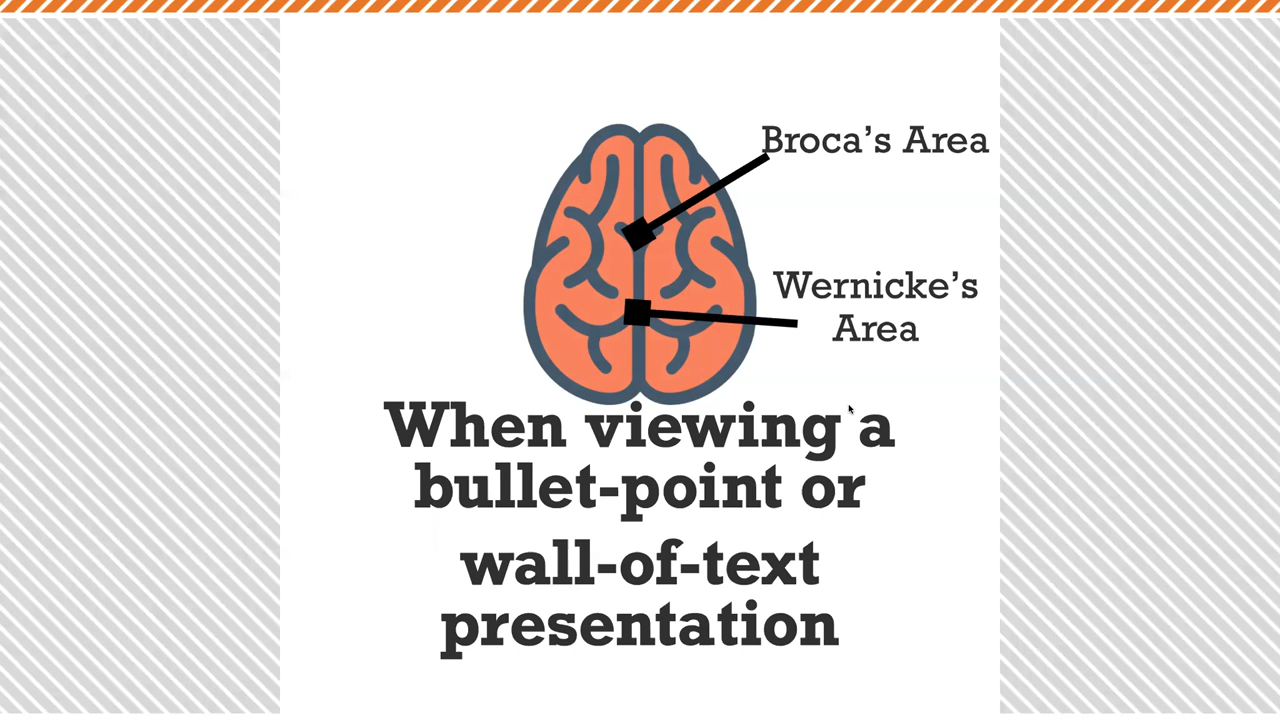 Broca’s Area
Wernicke’s
Area
When viewing a
bullet-point or
wall-of-text
presentation